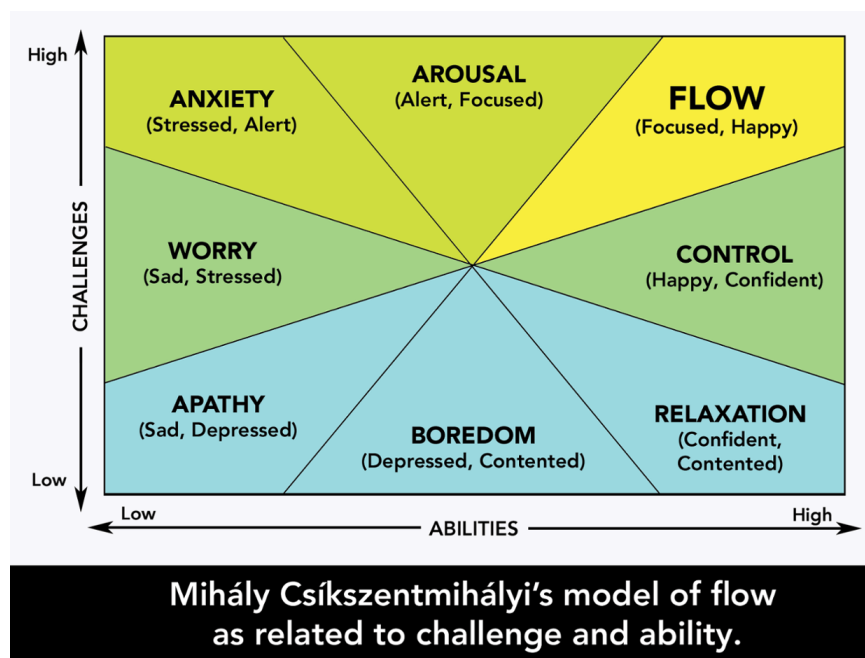 High
ANXIETY
(Stressed, Alert)
AROUSAL
(Alert, Focused)
FLOW
(Focused, Happy)
CHALLENGES
WORRY
(Sad, Stressed)
CONTROL
(Happy, Confident)
APATHY
(Sad, Depressed)
BOREDOM
(Depressed, Contented)
RELAXATION
(Confident,
Contented)
Low
Low
ABILITIES
High
Mihály Csíkszentmihályi’s model of flow
as related to challenge and ability.